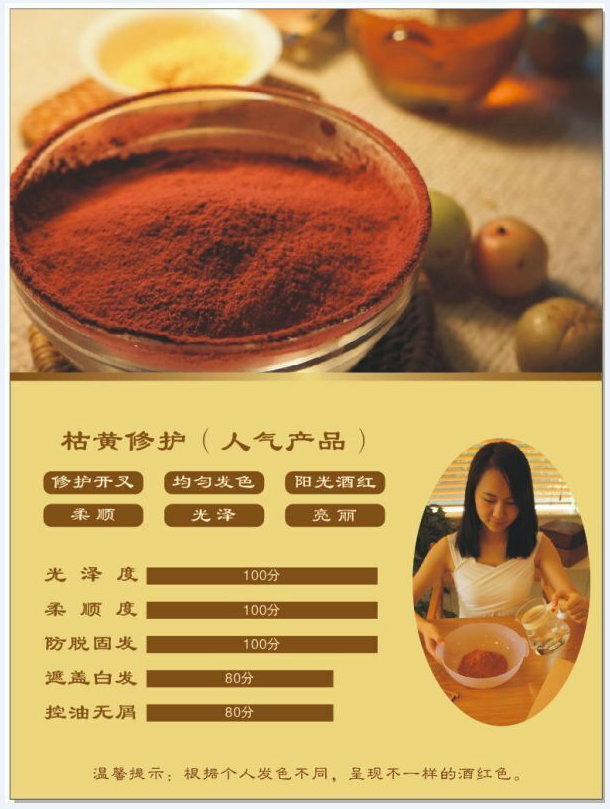 枯黄修护（人气产品）
修护开叉 均匀发色 阳光酒红
柔顺 光泽 亮丽
光泽度 100分
柔顺度 100分
防脱固发 100分
遮盖白发 80分
控油无屑 80分
温馨提示：根据个人发色不同，呈现不一样的酒红色。